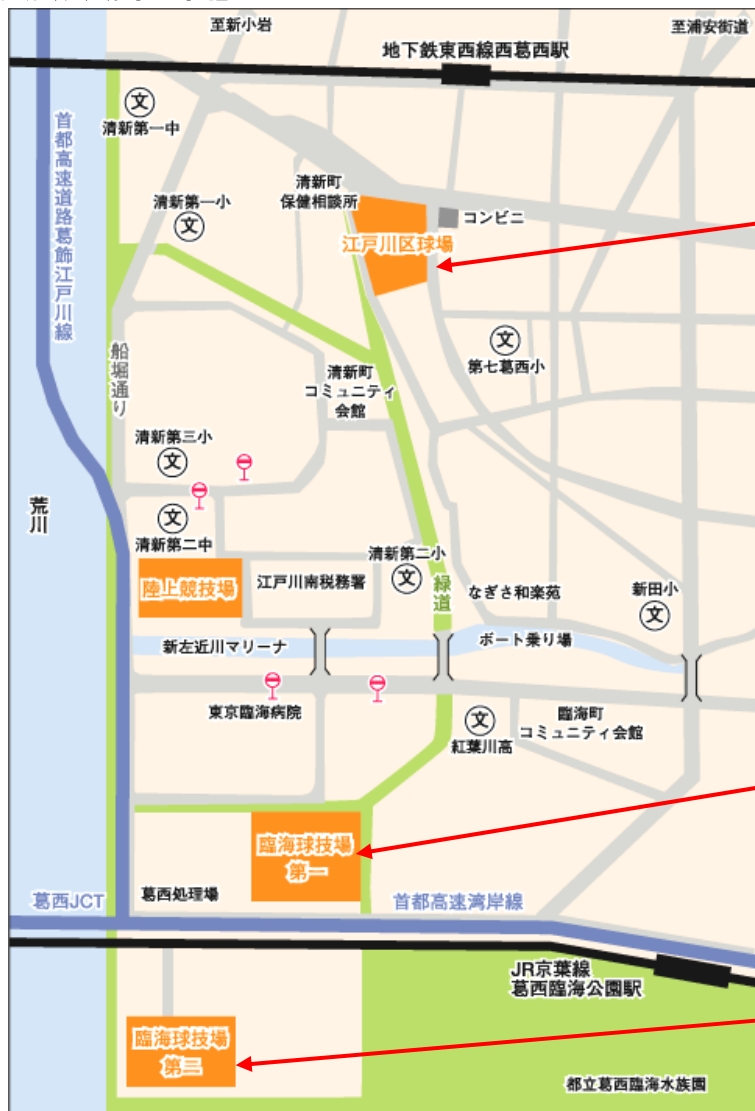 至新小岩
至浦安街道
地下鉄東西線西葛西駅
文
清新第一中
首都高速道路葛飾江戸川線
清新第一小
文
清新町
保健相談所
コンビニ
江戸川区球場
文
第七葛西小
船堀通り
清新町
コミュニティ
会館
清新第三小
文
荒川
文
清新第二中
陸上競技場
江戸川南税務署
清新第二小
文
緑道
なぎさ和楽苑
新田小
文
新左近川マリーナ
ボート乗り場
東京臨海病院
文
紅葉川高
臨海町
コミュニティ会館
臨海球技場
第一
葛西処理場
葛西JCT
首都高速湾岸線
JR京葉線
葛西臨海公園駅
臨海球技場
第二
都立葛西臨海水族園